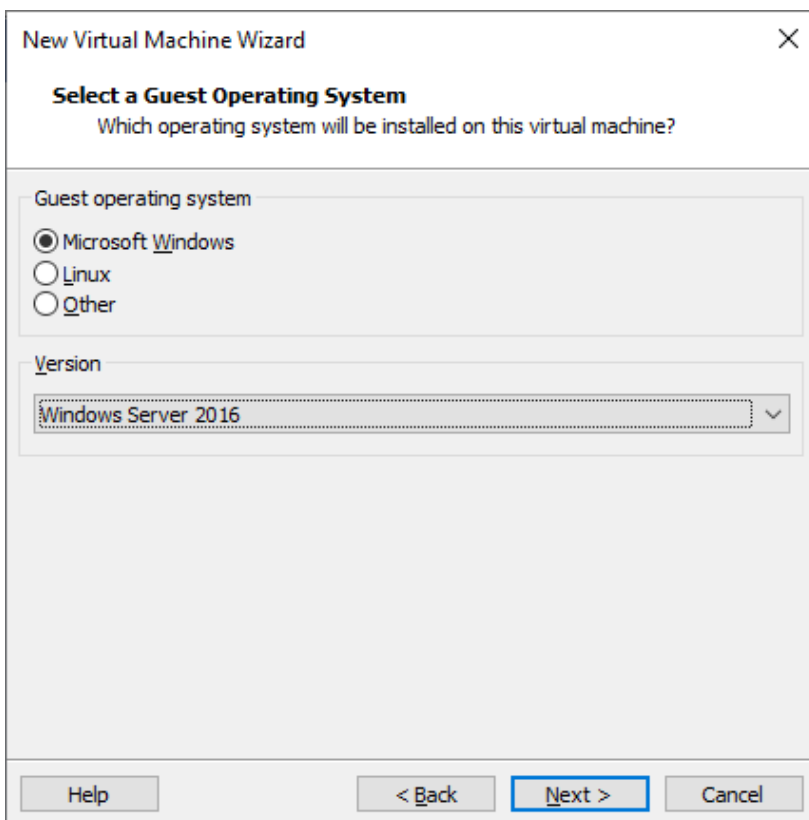 New Virtual Machine Wizard
Select a Guest Operating System
Which operating system will be installed on this virtual machine?
Guest operating system
Microsoft Windows
Linux
Other
Version
Windows Server 2016
Help
< Back
Next >
Cancel